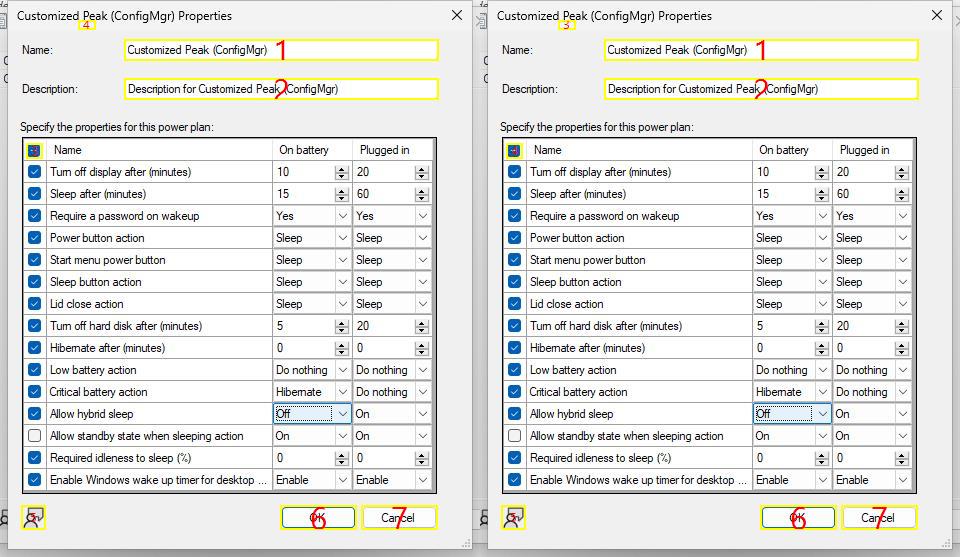 Customized Peak (ConfigMgr) Properties
4
Name: Customized Peak (ConfigMgr) 1
Description: Description for Customized Peak (ConfigMgr) 2
Specify the properties for this power plan:
Name On battery Plugged in
Turn off display after (minutes) 10 20
Sleep after (minutes) 15 60
Require a password on wakeup Yes Yes
Power button action Sleep Sleep
Start menu power button Sleep Sleep
Sleep button action Sleep Sleep
Lid close action Sleep Sleep
Turn off hard disk after (minutes) 5 20
Hibernate after (minutes) 0 0
Low battery action Do nothing Do nothing
Critical battery action Hibernate Do nothing
Allow hybrid sleep Off On
Allow standby state when sleeping action On On
Required idleness to sleep (%) 0 0
Enable Windows wake up timer for desktop ... Enable Enable
OK 6 Cancel 7
Customized Peak (ConfigMgr) Properties
3
Name: Customized Peak (ConfigMgr) 1
Description: Description for Customized Peak (ConfigMgr) 2
Specify the properties for this power plan:
Name On battery Plugged in
Turn off display after (minutes) 10 20
Sleep after (minutes) 15 60
Require a password on wakeup Yes Yes
Power button action Sleep Sleep
Start menu power button Sleep Sleep
Sleep button action Sleep Sleep
Lid close action Sleep Sleep
Turn off hard disk after (minutes) 5 20
Hibernate after (minutes) 0 0
Low battery action Do nothing Do nothing
Critical battery action Hibernate Do nothing
Allow hybrid sleep Off On
Allow standby state when sleeping action On On
Required idleness to sleep (%) 0 0
Enable Windows wake up timer for desktop ... Enable Enable
OK 6 Cancel 7